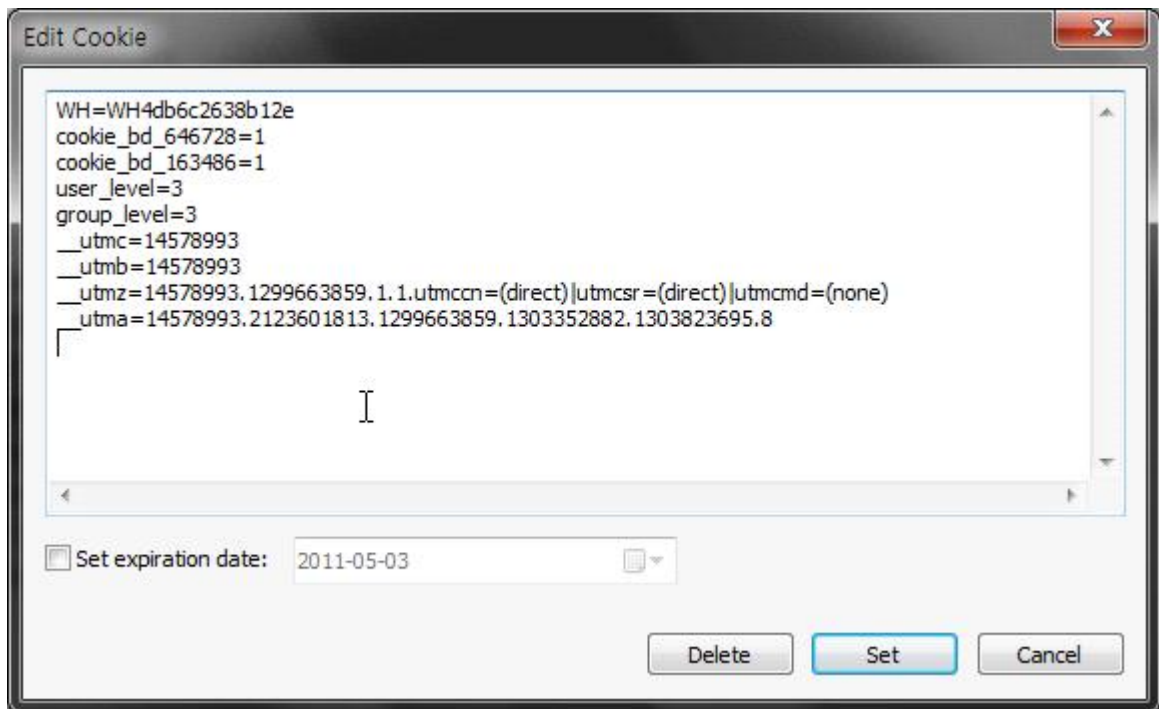 Edit Cookie
WH=WH4db6c2638b12e
cookie_bd_646728=1
cookie_bd_163486=1
user_level=3
group_level=3
__utmc=14578993
__utmb=14578993
__utmz=14578993.1299663859.1.1.utmccn=(direct)|utmcsr=(direct)|utmcmd=(none)
__utma=14578993.2123601813.1299663859.1303352882.1303823695.8
Set expiration date: 2011-05-03
Delete Set Cancel